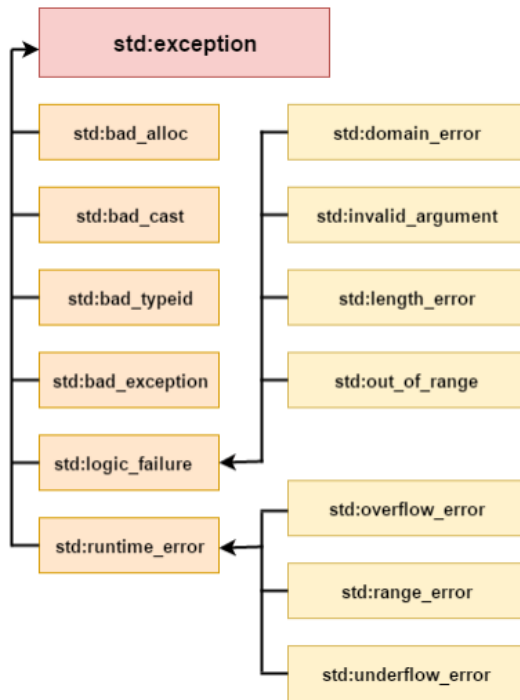 std:exception
std:bad_alloc
std:bad_cast
std:bad_typeid
std:bad_exception
std:logic_failure
std:runtime_error
std:domain_error
std:invalid_argument
std:length_error
std:out_of_range
std:overflow_error
std:range_error
std:underflow_error